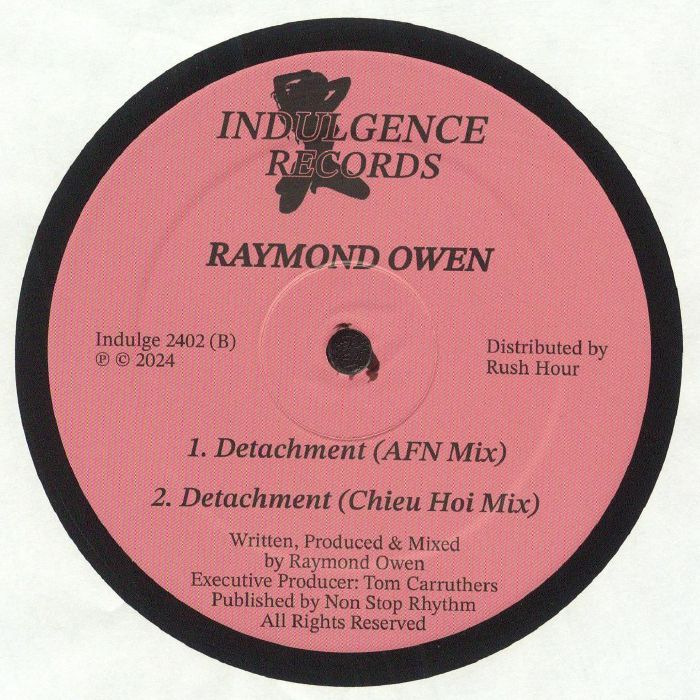 INDULGENCE
RECORDS
RAYMOND OWEN
Indulge 2402 (B)
℗ © 2024
Distributed by
Rush Hour
1. Detachment (AFN Mix)
2. Detachment (Chieu Hoi Mix)
Written, Produced & Mixed
by Raymond Owen
Executive Producer: Tom Carruthers
Published by Non Stop Rhythm
All Rights Reserved